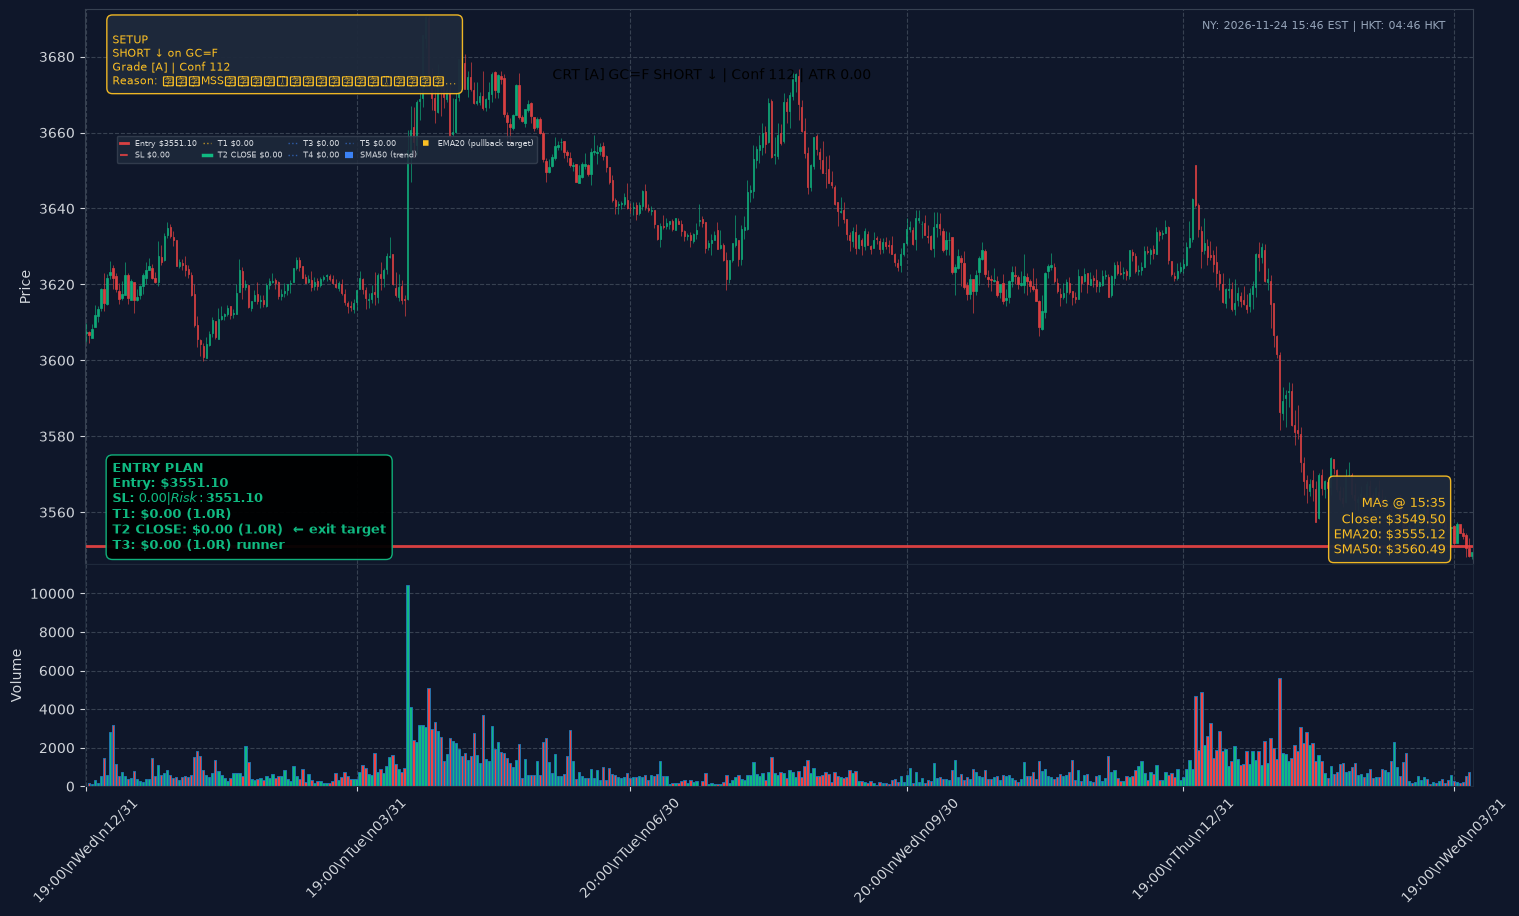 NY: 2026-11-24 15:46 EST | HKT: 04:46 HKT
SETUP
SHORT ↓ on GC=F
Grade [A] | Conf 112
Reason: MSS...
CRT [A] GC=F SHORT ↓ | Conf 112 | ATR 0.00
Entry $3551.10
SL $0.00
T1 $0.00
T2 CLOSE $0.00
T3 $0.00
T4 $0.00
T5 $0.00
SMA50 (trend)
EMA20 (pullback target)
Price
3680
3660
3640
3620
3600
3580
3560
ENTRY PLAN
Entry: $3551.10
SL: 0.00|Risk:3551.10
T1: $0.00 (1.0R)
T2 CLOSE: $0.00 (1.0R) ← exit target
T3: $0.00 (1.0R) runner
MAs @ 15:35
Close: $3549.50
EMA20: $3555.12
SMA50: $3560.49
Volume
10000
8000
6000
4000
2000
0
19:00\nWed\n12/31
19:00\nTue\n03/31
20:00\nTue\n06/30
20:00\nWed\n09/30
19:00\nThu\n12/31
19:00\nWed\n03/31